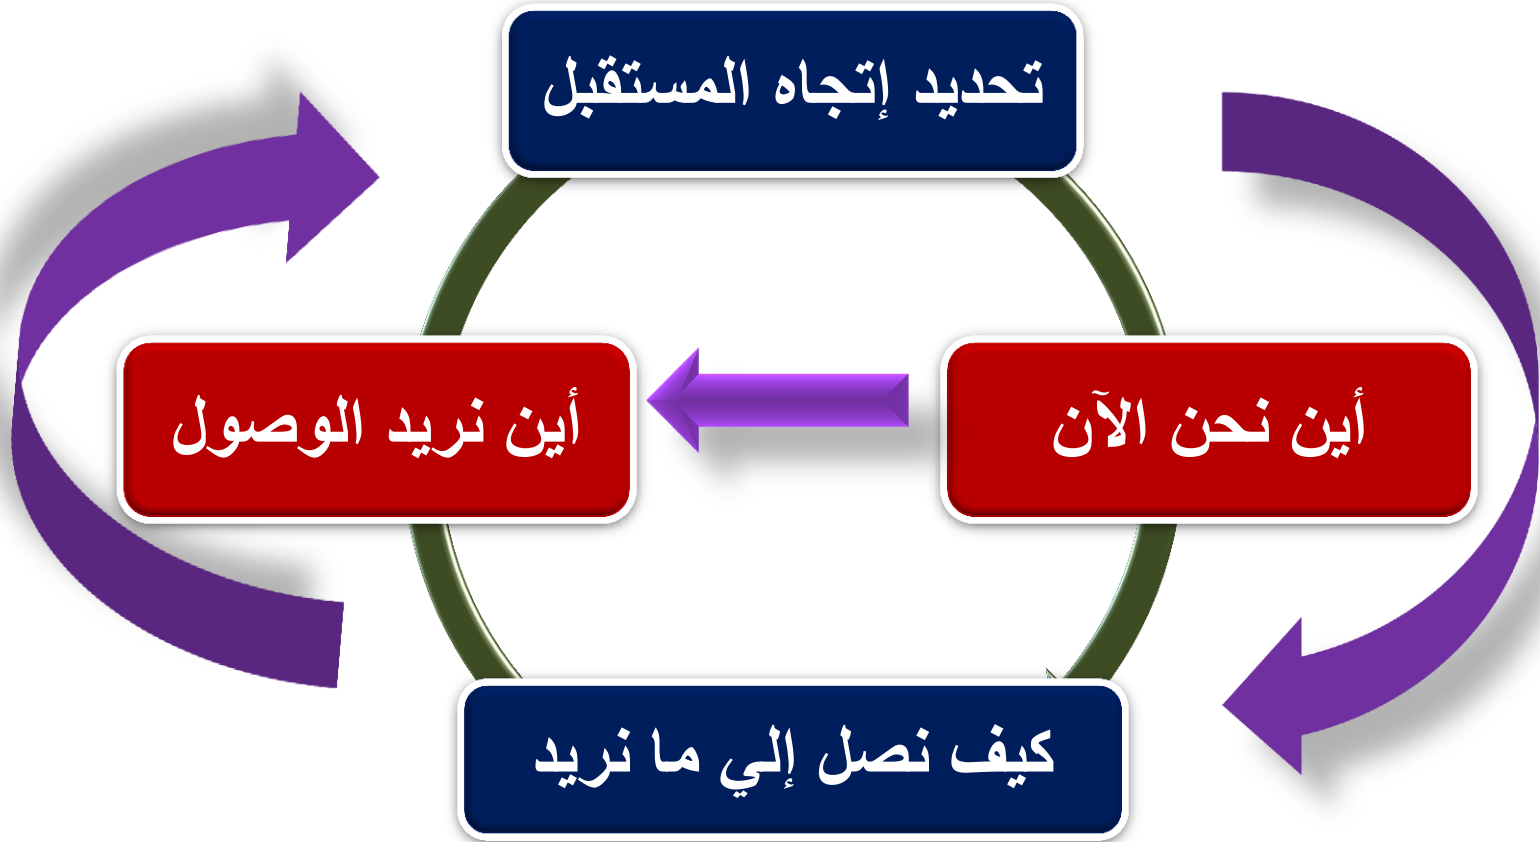 تحديد إتجاه المستقبل
أين نحن الآن
أين نريد الوصول
كيف نصل إلي ما نريد